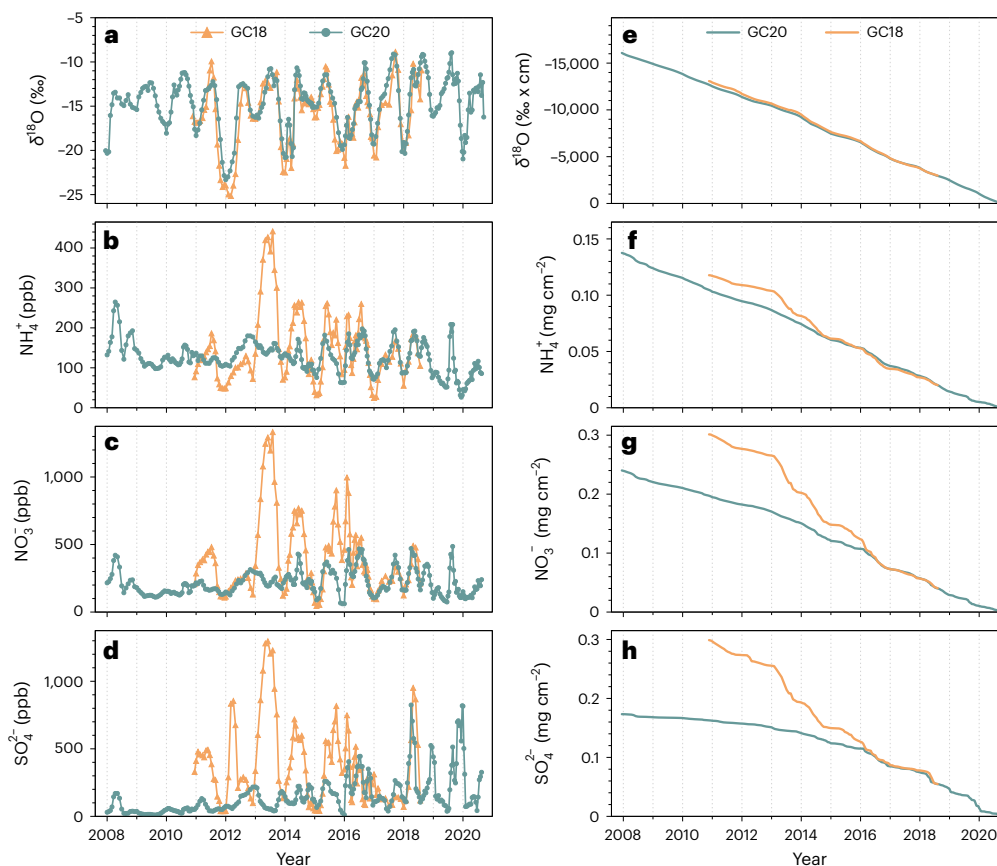 a
GC18
GC20
−5
−10
−15
−20
−25
δ¹⁸O (‰)
b
400
300
200
100
0
NH₄⁺ (ppb)
c
1,000
500
0
NO₃⁻ (ppb)
d
1,000
500
0
SO₄²⁻ (ppb)
2008
2010
2012
2014
2016
2018
2020
Year
e
GC20
GC18
−15,000
−10,000
−5,000
0
δ¹⁸O (‰ x cm)
f
0.15
0.10
0.05
0
NH₄⁺ (mg cm⁻²)
g
0.3
0.2
0.1
0
NO₃⁻ (mg cm⁻²)
h
0.3
0.2
0.1
0
SO₄²⁻ (mg cm⁻²)
2008
2010
2012
2014
2016
2018
2020
Year